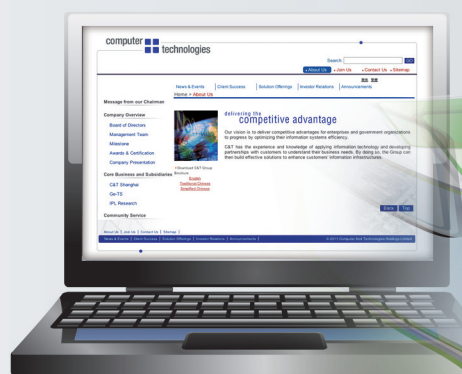 computer
technologies
Search:
GO
About Us
Join Us
Contact Us
Sitemap
简体 繁體
News & Events | Client Success | Solution Offerings | Investor Relations | Announcements
Home > About Us
Message from our Chairman
Company Overview
Board of Directors
Management Team
Milestone
Awards & Certification
Company Presentation
Core Business and Subsidiaries
C&T Shanghai
Ge-TS
IPL Research
Community Service
Download C&T Group
Brochure
English
Traditional Chinese
Simplified Chinese
delivering the
competitive advantage
Our vision is to deliver competitive advantages for enterprises and government organizations
to progress by optimizing their information systems efficiency.
C&T has the experience and knowledge of applying information technology and developing
partnerships with customers to understand their business needs. By doing so, the Group can
then build effective solutions to enhance customers' information infrastructures.
Back
Top
About Us | Join Us | Contact Us | Sitemap |
News & Events | Client Success | Solution Offerings | Investor Relations | Announcements |
© 2011 Computer And Technologies Holdings Limited